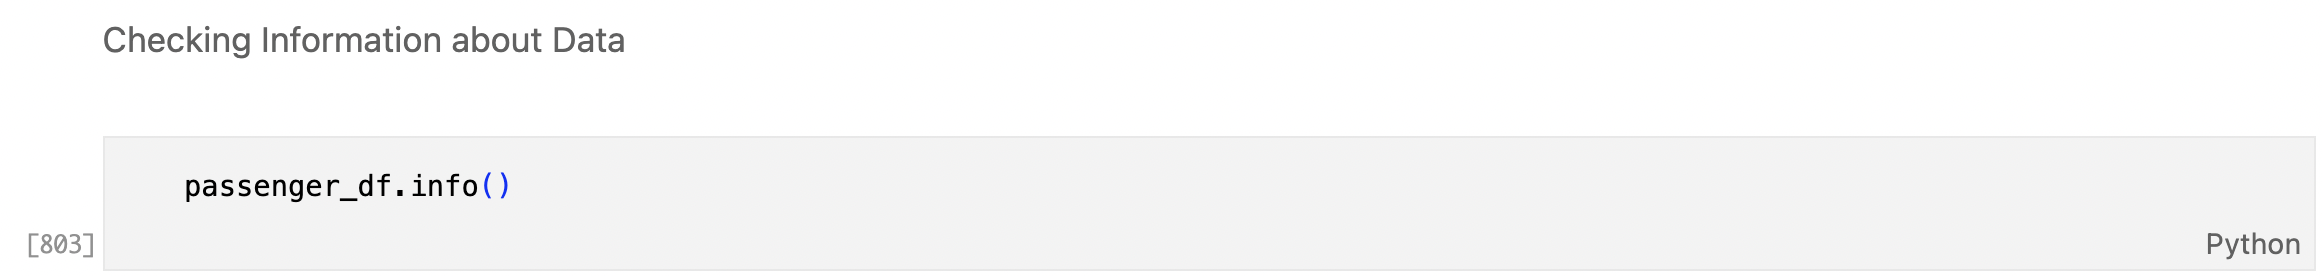 Checking Information about Data
passenger_df.info()
[803]
Python